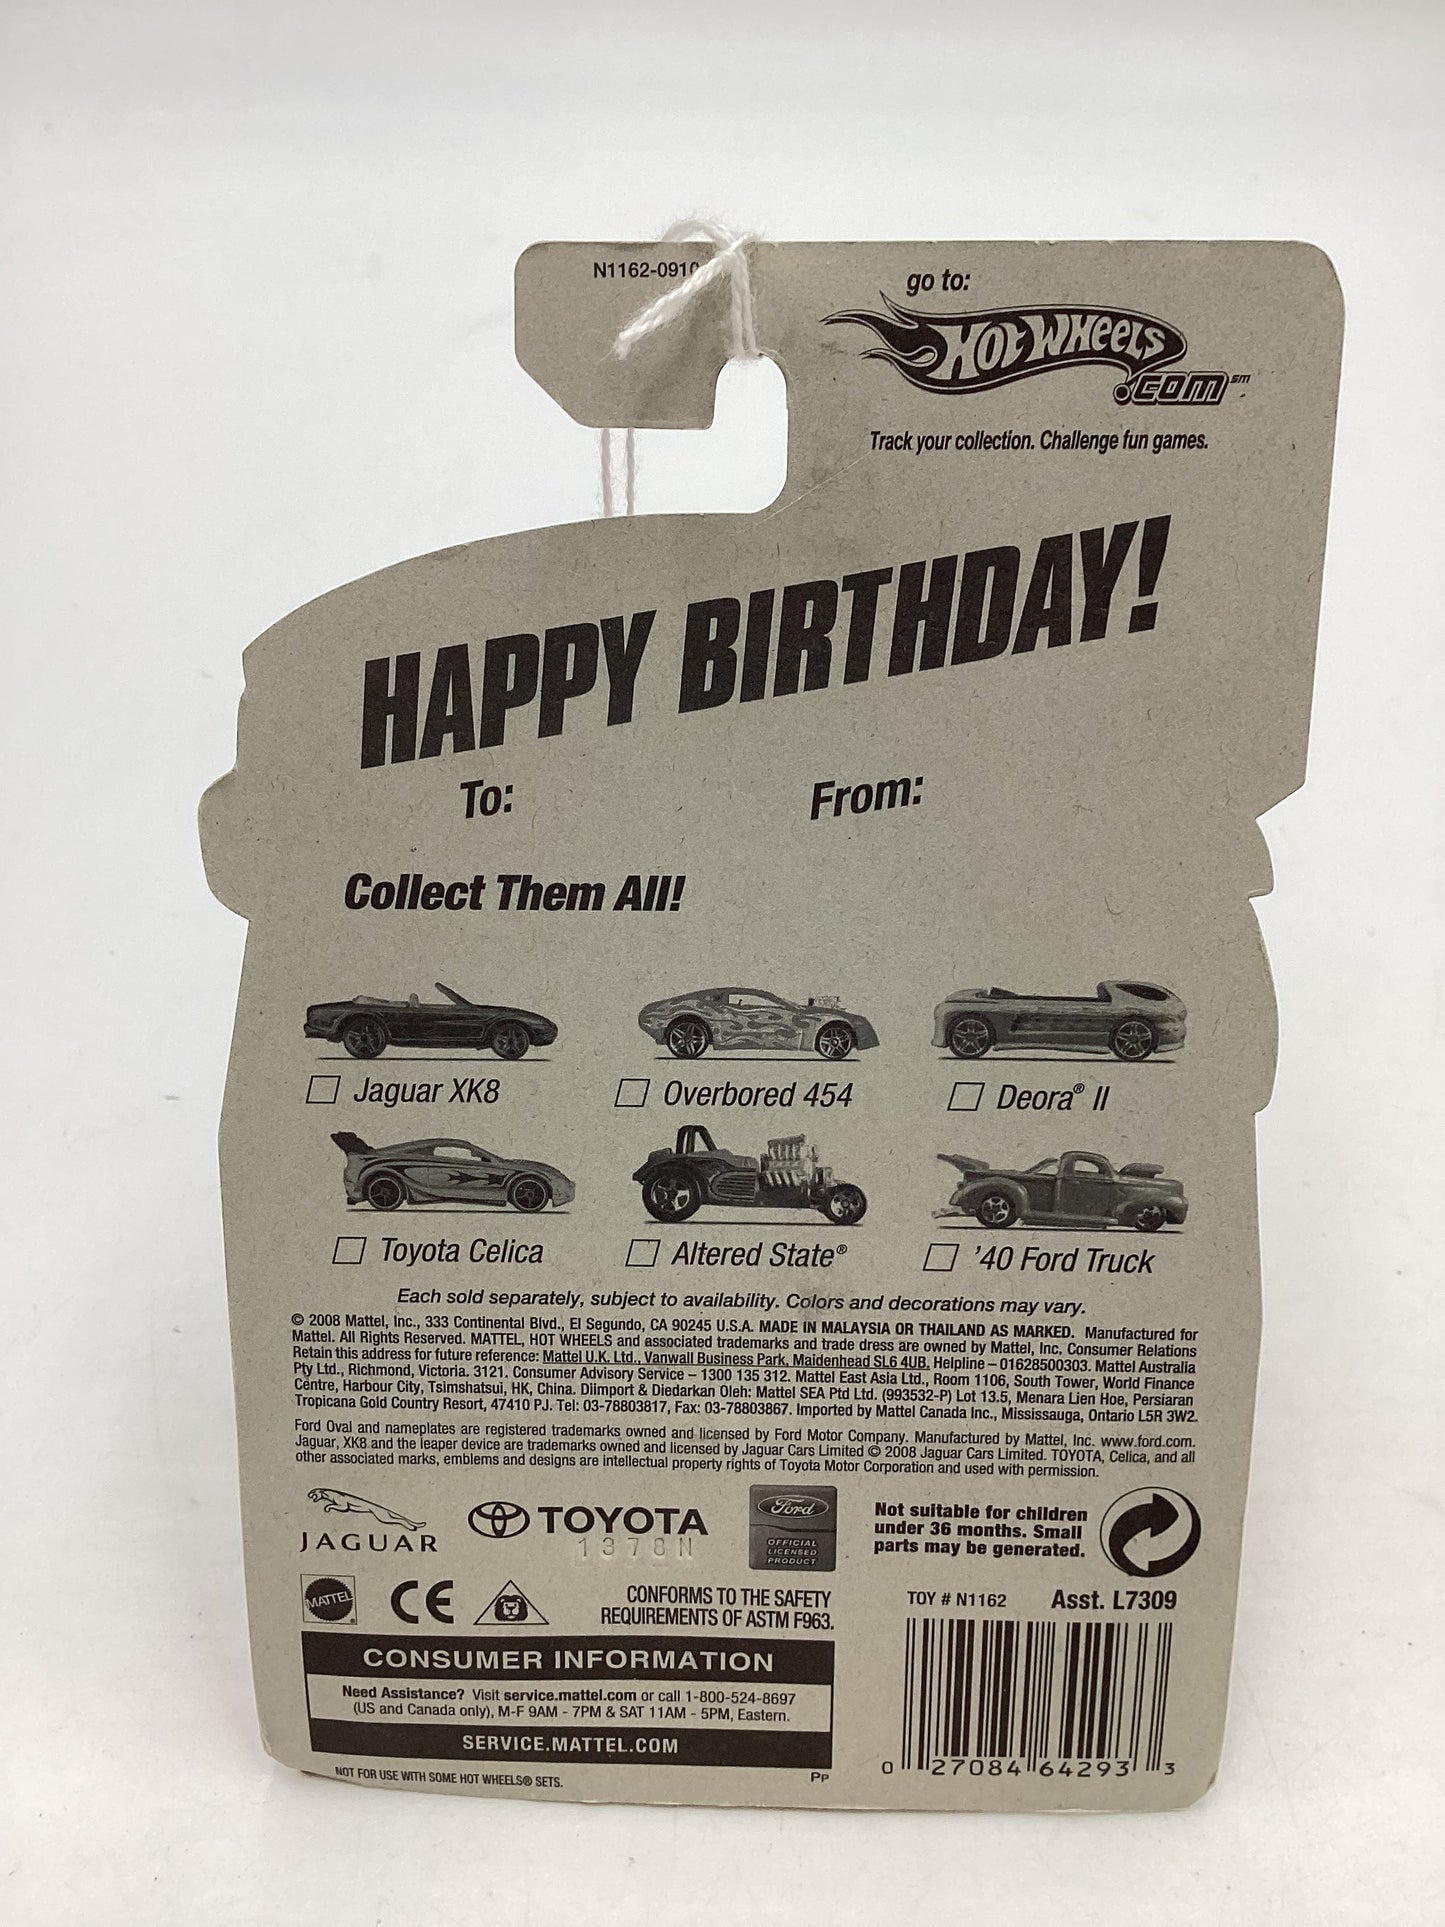 N1162-0910
go to:
HOT WHEELS
.COM℠
Track your collection. Challenge fun games.
HAPPY BIRTHDAY!
To: From:
Collect Them All!
Jaguar XK8 Overbored 454 Deora® II
Toyota Celica Altered State® '40 Ford Truck
Each sold separately, subject to availability. Colors and decorations may vary.
© 2008 Mattel, Inc., 333 Continental Blvd., El Segundo, CA 90245 U.S.A. MADE IN MALAYSIA OR THAILAND AS MARKED. Manufactured for
Mattel. All Rights Reserved. MATTEL, HOT WHEELS and associated trademarks and trade dress are owned by Mattel, Inc. Consumer Relations
Retain this address for future reference: Mattel U.K. Ltd., Vanwall Business Park, Maidenhead SL6 4UB. Helpline – 01628500303. Mattel Australia
Pty Ltd., Richmond, Victoria. 3121. Consumer Advisory Service – 1300 135 312. Mattel East Asia Ltd., Room 1106, South Tower, World Finance
Centre, Harbour City, Tsimshatsui, HK, China. Diimport & Diedarkan Oleh: Mattel SEA Ptd Ltd. (993532-P) Lot 13.5, Menara Lien Hoe, Persiaran
Tropicana Gold Country Resort, 47410 PJ. Tel: 03-78803817, Fax: 03-78803867. Imported by Mattel Canada Inc., Mississauga, Ontario L5R 3W2.
Ford Oval and nameplates are registered trademarks owned and licensed by Ford Motor Company. Manufactured by Mattel, Inc. www.ford.com.
Jaguar, XK8 and the leaper device are trademarks owned and licensed by Jaguar Cars Limited © 2008 Jaguar Cars Limited. TOYOTA, Celica, and all
other associated marks, emblems and designs are intellectual property rights of Toyota Motor Corporation and used with permission.
JAGUAR
TOYOTA
1378N
Ford
OFFICIAL
LICENSED
PRODUCT
Not suitable for children
under 36 months. Small
parts may be generated.
MATTEL
CE
CONFORMS TO THE SAFETY
REQUIREMENTS OF ASTM F963.
TOY # N1162 Asst. L7309
CONSUMER INFORMATION
Need Assistance? Visit service.mattel.com or call 1-800-524-8697
(US and Canada only), M-F 9AM - 7PM & SAT 11AM - 5PM, Eastern.
SERVICE.MATTEL.COM
NOT FOR USE WITH SOME HOT WHEELS® SETS. PP
0 27084 64293 3